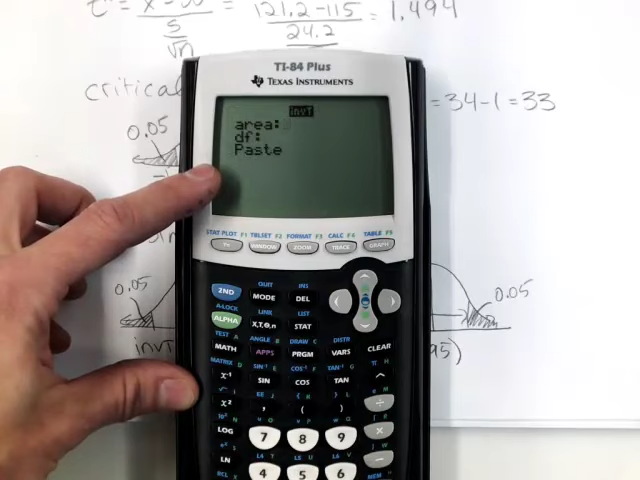 121.2-115 = 1.494
24.2
critical
= 34-1 = 33
0.05
TI-84 Plus
TEXAS INSTRUMENTS
invT
area:
df:
Paste
STAT PLOT F1 TBLSET F2 FORMAT F3 CALC F4 TABLE F5
Y= WINDOW ZOOM TRACE GRAPH
QUIT INS
2ND MODE DEL
A-LOCK LINK LIST
ALPHA X,T,Θ,n STAT
TEST A ANGLE B DRAW C DISTR
MATH APPS PRGM VARS CLEAR
MATRIX D SIN⁻¹ E COS⁻¹ F TAN⁻¹ G π H
x⁻¹ SIN COS TAN ^
x² , ( ) ÷
LOG 7 8 9 ×
LN 4 5 6 −
0.05
0.05
invT
95)